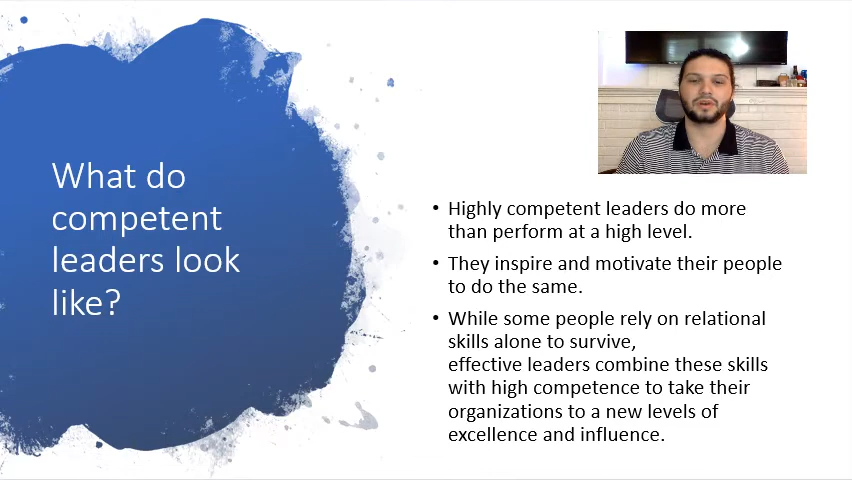 What do
competent
leaders look
like?
• Highly competent leaders do more
than perform at a high level.
• They inspire and motivate their people
to do the same.
• While some people rely on relational
skills alone to survive,
effective leaders combine these skills
with high competence to take their
organizations to a new levels of
excellence and influence.